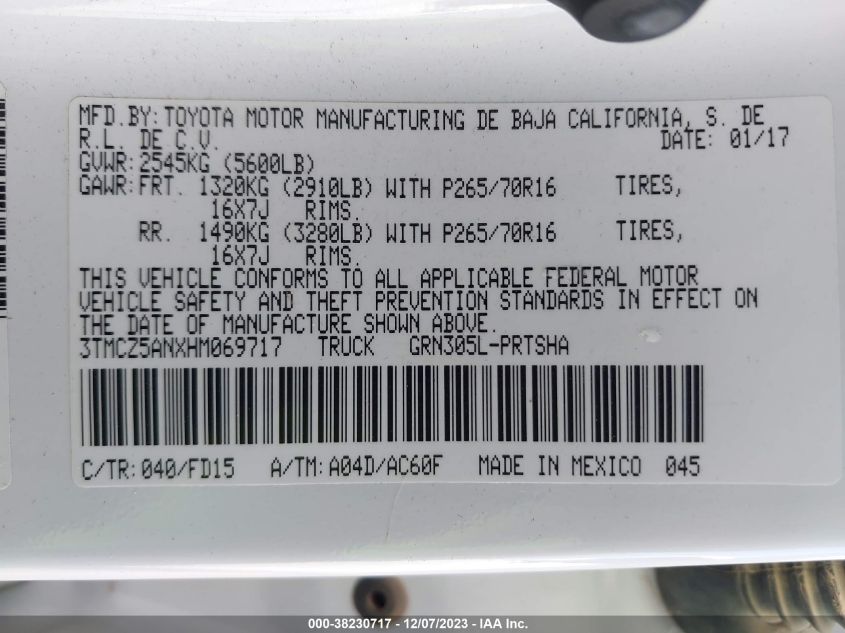 MFD.BY:TOYOTA MOTOR MANUFACTURING DE BAJA CALIFORNIA, S. DE
R.L. DE C.V. DATE: 01/17
GVWR:2545KG (5600LB)
GAWR:FRT. 1320KG (2910LB) WITH P265/70R16 TIRES,
16X7J RIMS.
RR. 1490KG (3280LB) WITH P265/70R16 TIRES,
16X7J RIMS.
THIS VEHICLE CONFORMS TO ALL APPLICABLE FEDERAL MOTOR
VEHICLE SAFETY AND THEFT PREVENTION STANDARDS IN EFFECT ON
THE DATE OF MANUFACTURE SHOWN ABOVE.
3TMCZ5ANXHM069717 TRUCK GRN305L-PRTSHA
C/TR:040/FD15 A/TM:A04D/AC60F MADE IN MEXICO 045
000-38230717 - 12/07/2023 - IAA Inc.